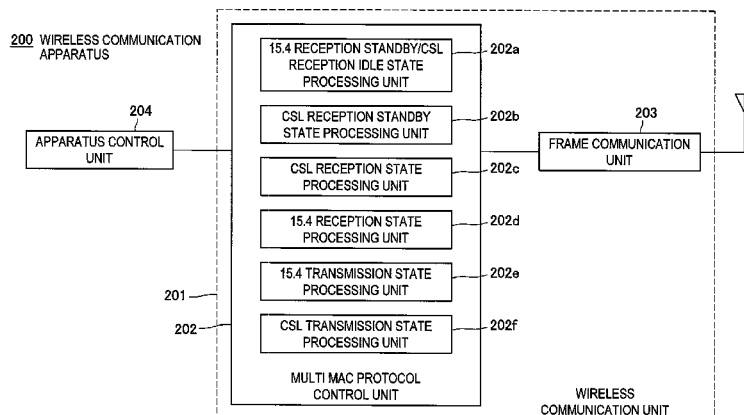 200 WIRELESS COMMUNICATION
APPARATUS
204
APPARATUS CONTROL
UNIT
15.4 RECEPTION STANDBY/CSL
RECEPTION IDLE STATE
PROCESSING UNIT
202a
CSL RECEPTION STANDBY
STATE PROCESSING UNIT
202b
CSL RECEPTION STATE
PROCESSING UNIT
202c
15.4 RECEPTION STATE
PROCESSING UNIT
202d
15.4 TRANSMISSION STATE
PROCESSING UNIT
202e
CSL TRANSMISSION STATE
PROCESSING UNIT
202f
201
202
MULTI MAC PROTOCOL
CONTROL UNIT
203
FRAME COMMUNICATION
UNIT
WIRELESS
COMMUNICATION UNIT